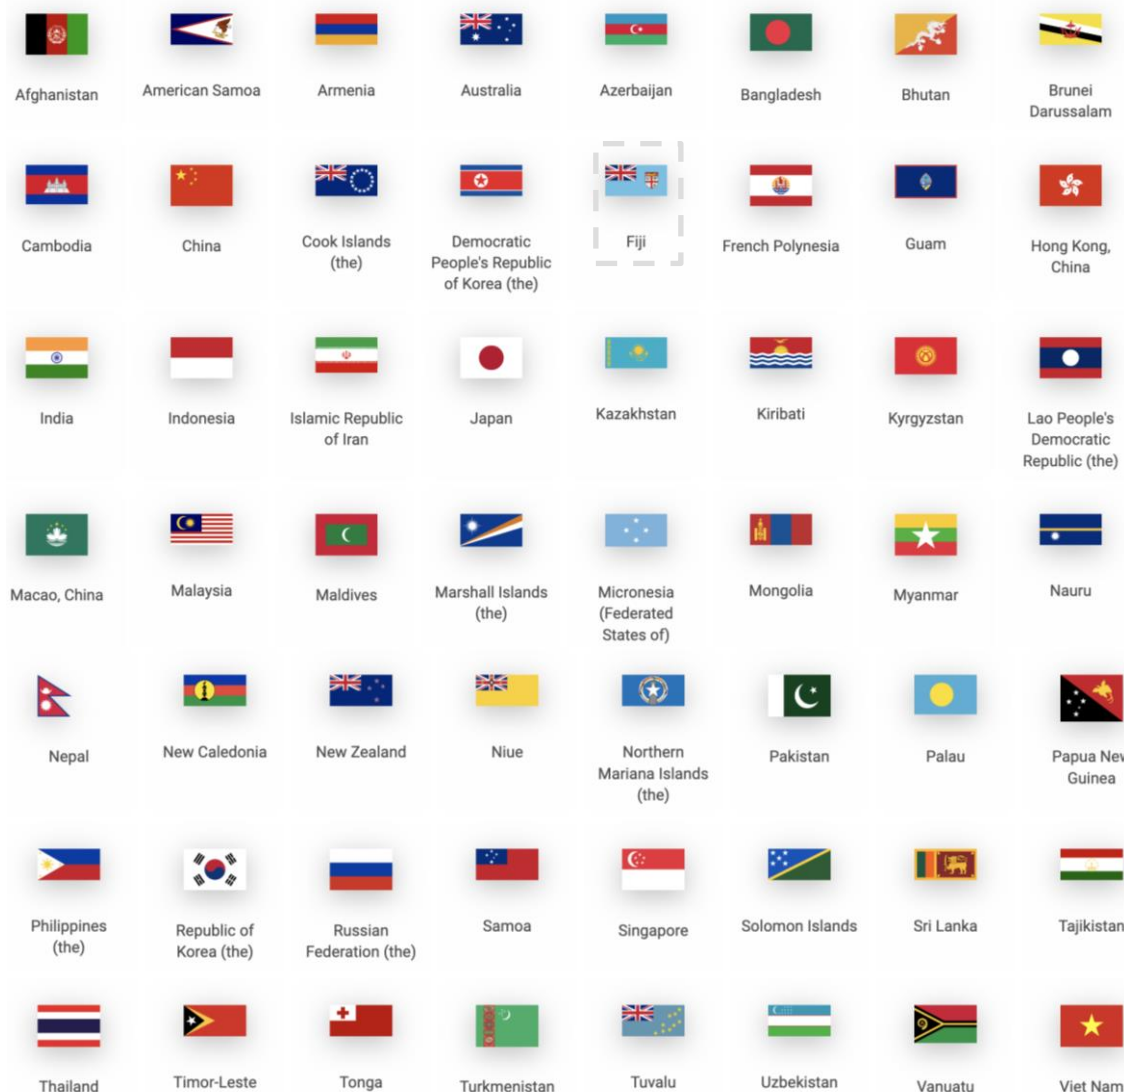 Afghanistan
American Samoa
Armenia
Australia
Azerbaijan
Bangladesh
Bhutan
Brunei
Darussalam
Cambodia
China
Cook Islands
(the)
Democratic
People's Republic
of Korea (the)
Fiji
French Polynesia
Guam
Hong Kong,
China
India
Indonesia
Islamic Republic
of Iran
Japan
Kazakhstan
Kiribati
Kyrgyzstan
Lao People's
Democratic
Republic (the)
Macao, China
Malaysia
Maldives
Marshall Islands
(the)
Micronesia
(Federated
States of)
Mongolia
Myanmar
Nauru
Nepal
New Caledonia
New Zealand
Niue
Northern
Mariana Islands
(the)
Pakistan
Palau
Papua New
Guinea
Philippines
(the)
Republic of
Korea (the)
Russian
Federation (the)
Samoa
Singapore
Solomon Islands
Sri Lanka
Tajikistan
Thailand
Timor-Leste
Tonga
Turkmenistan
Tuvalu
Uzbekistan
Vanuatu
Viet Nam